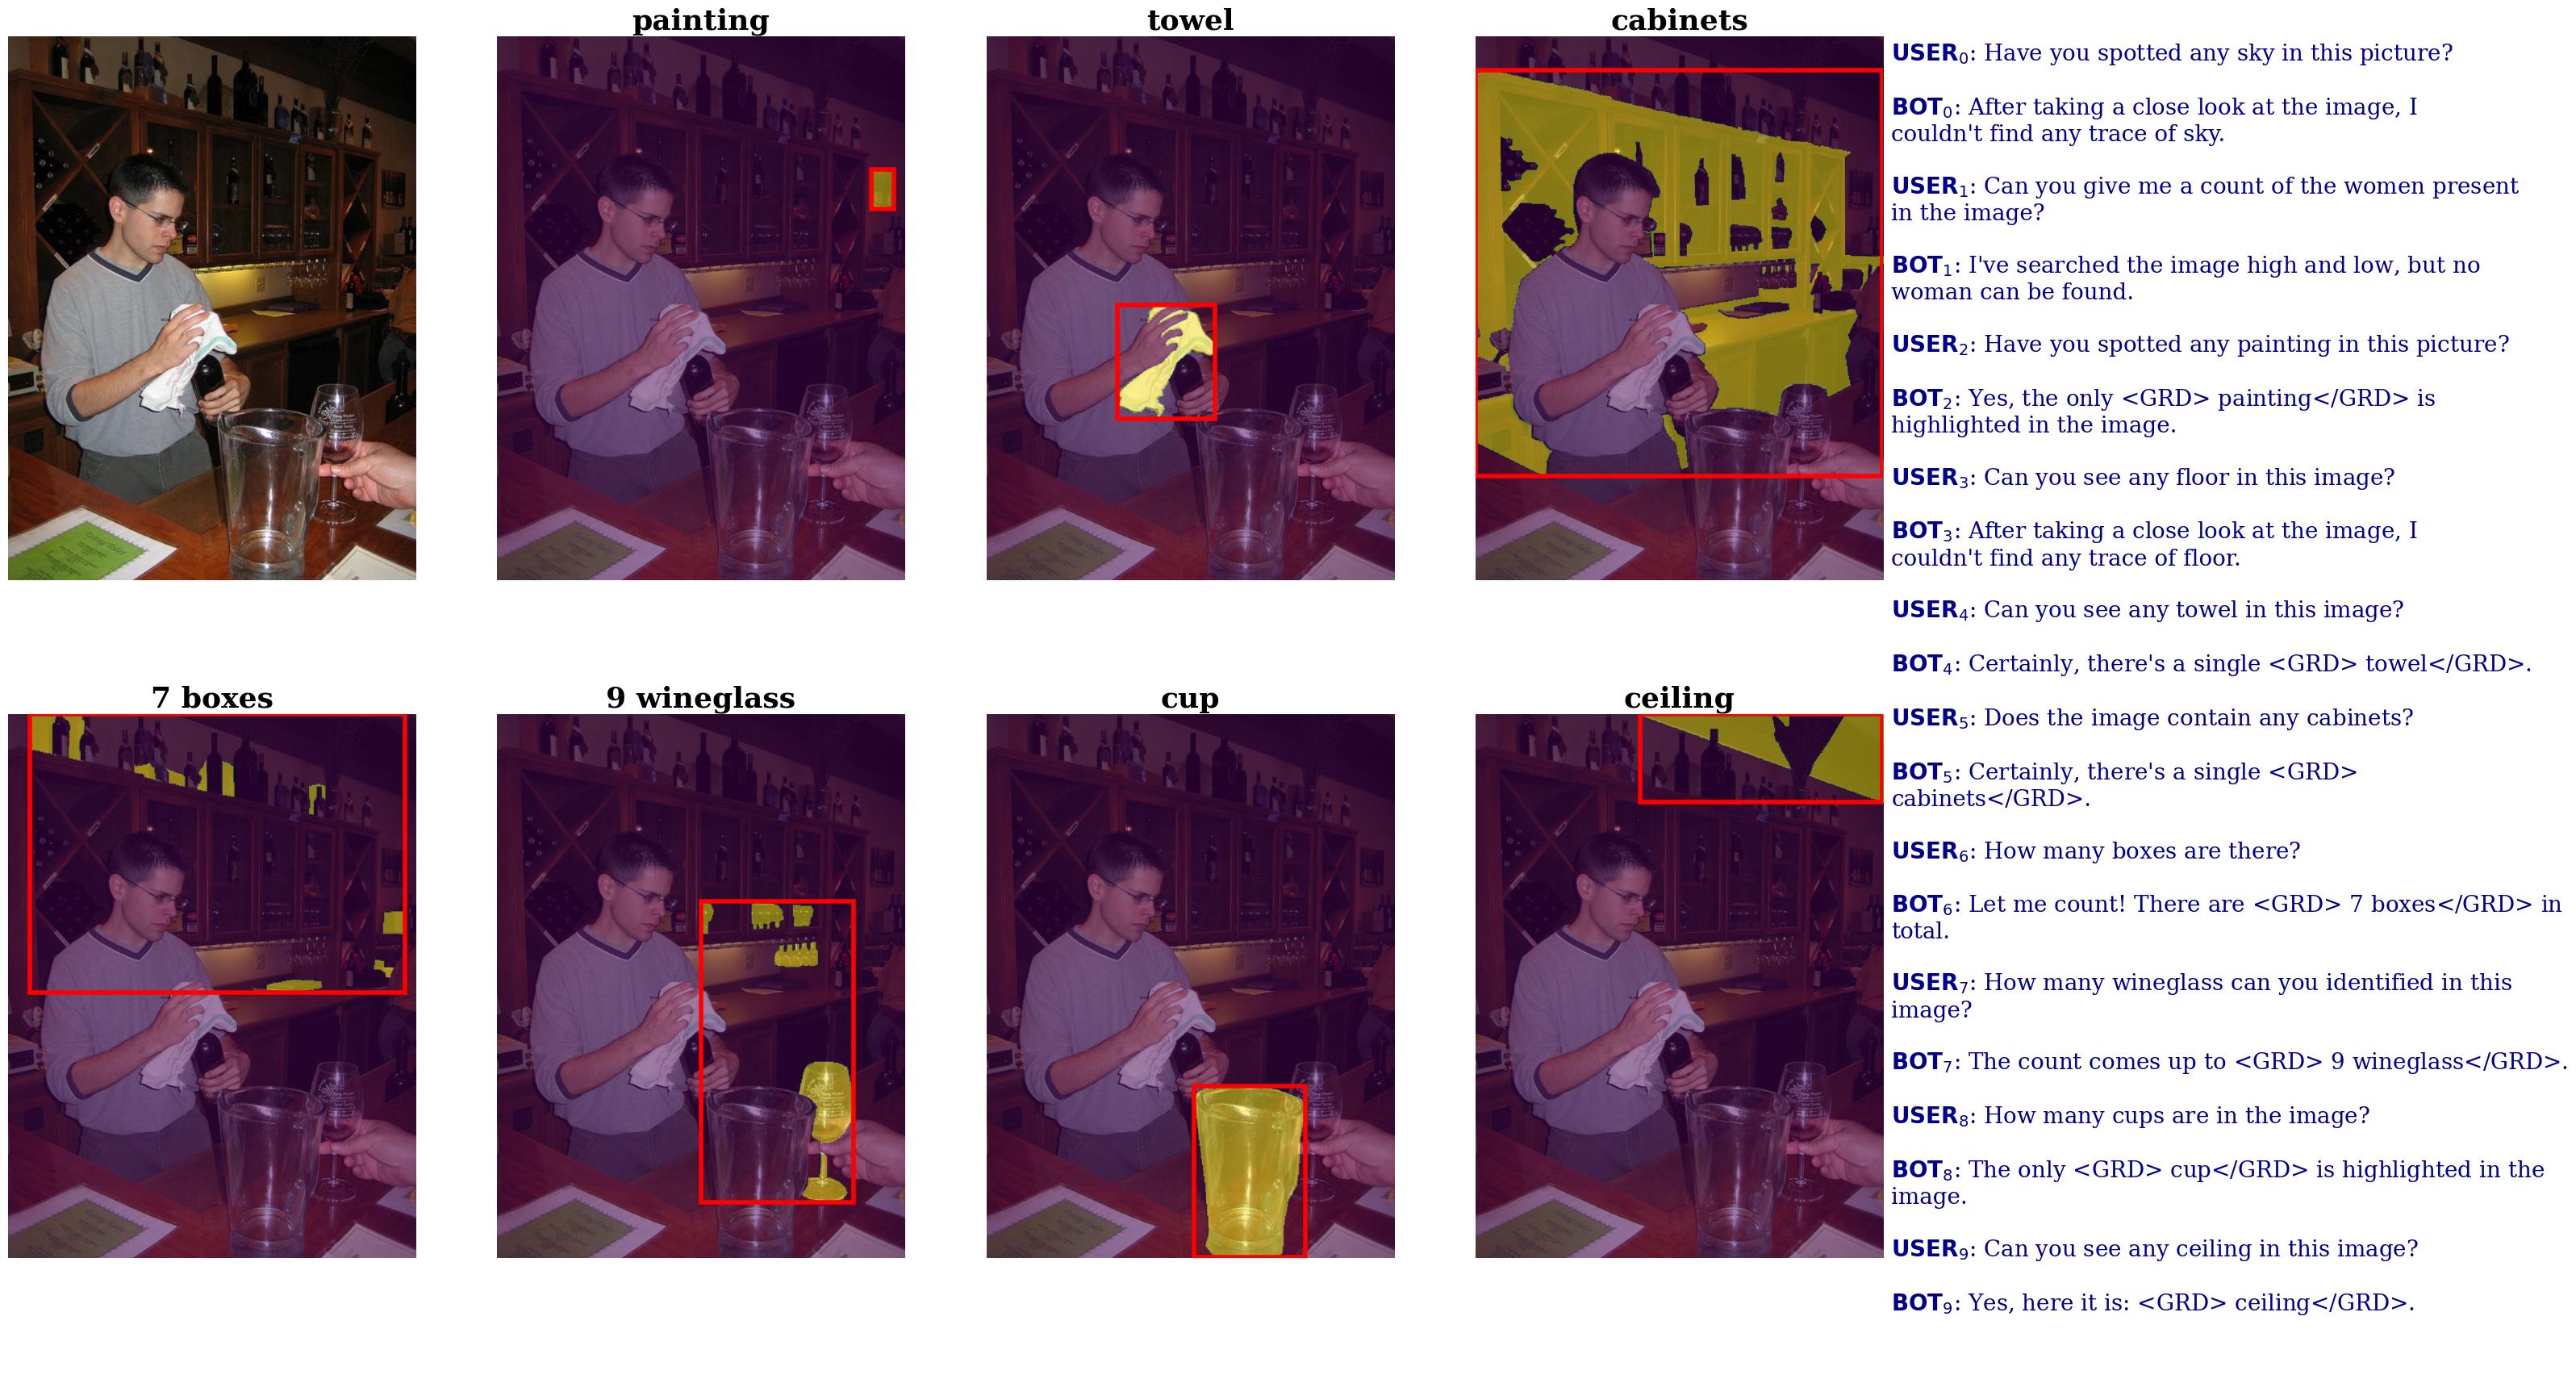 painting
towel
cabinets
7 boxes
9 wineglass
cup
ceiling
USER0: Have you spotted any sky in this picture?
BOT0: After taking a close look at the image, I
couldn't find any trace of sky.
USER1: Can you give me a count of the women present
in the image?
BOT1: I've searched the image high and low, but no
woman can be found.
USER2: Have you spotted any painting in this picture?
BOT2: Yes, the only <GRD> painting</GRD> is
highlighted in the image.
USER3: Can you see any floor in this image?
BOT3: After taking a close look at the image, I
couldn't find any trace of floor.
USER4: Can you see any towel in this image?
BOT4: Certainly, there's a single <GRD> towel</GRD>.
USER5: Does the image contain any cabinets?
BOT5: Certainly, there's a single <GRD>
cabinets</GRD>.
USER6: How many boxes are there?
BOT6: Let me count! There are <GRD> 7 boxes</GRD> in
total.
USER7: How many wineglass can you identified in this
image?
BOT7: The count comes up to <GRD> 9 wineglass</GRD>.
USER8: How many cups are in the image?
BOT8: The only <GRD> cup</GRD> is highlighted in the
image.
USER9: Can you see any ceiling in this image?
BOT9: Yes, here it is: <GRD> ceiling</GRD>.